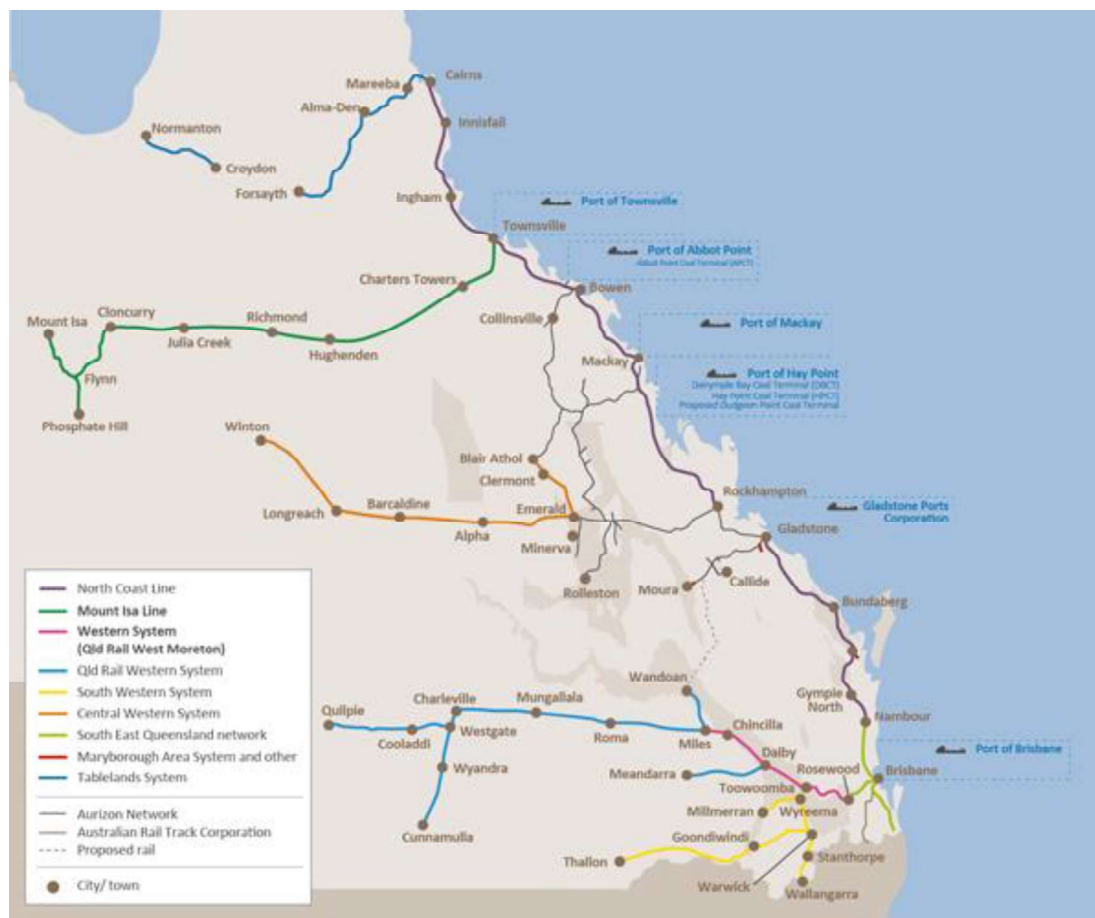 Cairns
Mareeba
Alma-Den
Innisfail
Normanton
Croydon
Forsayth
Ingham
Port of Townsville
Townsville
Port of Abbot Point
Abbot Point Coal Terminal (APCT)
Charters Towers
Bowen
Collinsville
Port of Mackay
Mount Isa
Cloncurry
Richmond
Julia Creek
Hughenden
Mackay
Flynn
Port of Hay Point
Dalrymple Bay Coal Terminal (DBCT)
Hay Point Coal Terminal (HPCT)
Proposed Dudgeon Point Coal Terminal
Phosphate Hill
Winton
Blair Athol
Clermont
Rockhampton
Barcaldine
Longreach
Emerald
Alpha
Minerva
Gladstone Ports
Corporation
Gladstone
Rolleston
Moura
Callide
Bundaberg
Wandoan
Gympie
North
Charleville
Mungallala
Quilpie
Westgate
Cooladdi
Roma
Miles
Chincilla
Nambour
Dalby
Port of Brisbane
Wyandra
Meandarra
Rosewood
Brisbane
Toowoomba
Millmerran
Wyreema
Cunnamulla
Goondiwindi
Thallon
Stanthorpe
Warwick
Wallangarra
North Coast Line
Mount Isa Line
Western System
(Qld Rail West Moreton)
Qld Rail Western System
South Western System
Central Western System
South East Queensland network
Maryborough Area System and other
Tablelands System
Aurizon Network
Australian Rail Track Corporation
Proposed rail
City/ town